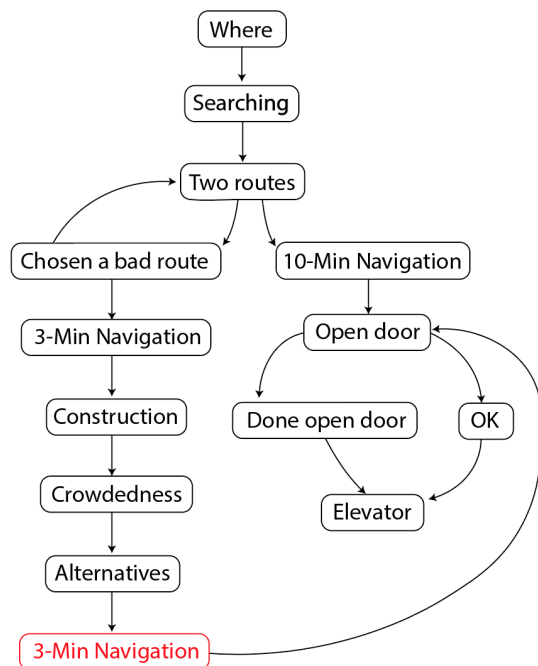 Where
Searching
Two routes
Chosen a bad route
10-Min Navigation
3-Min Navigation
Open door
Construction
Done open door
OK
Crowdedness
Elevator
Alternatives
3-Min Navigation